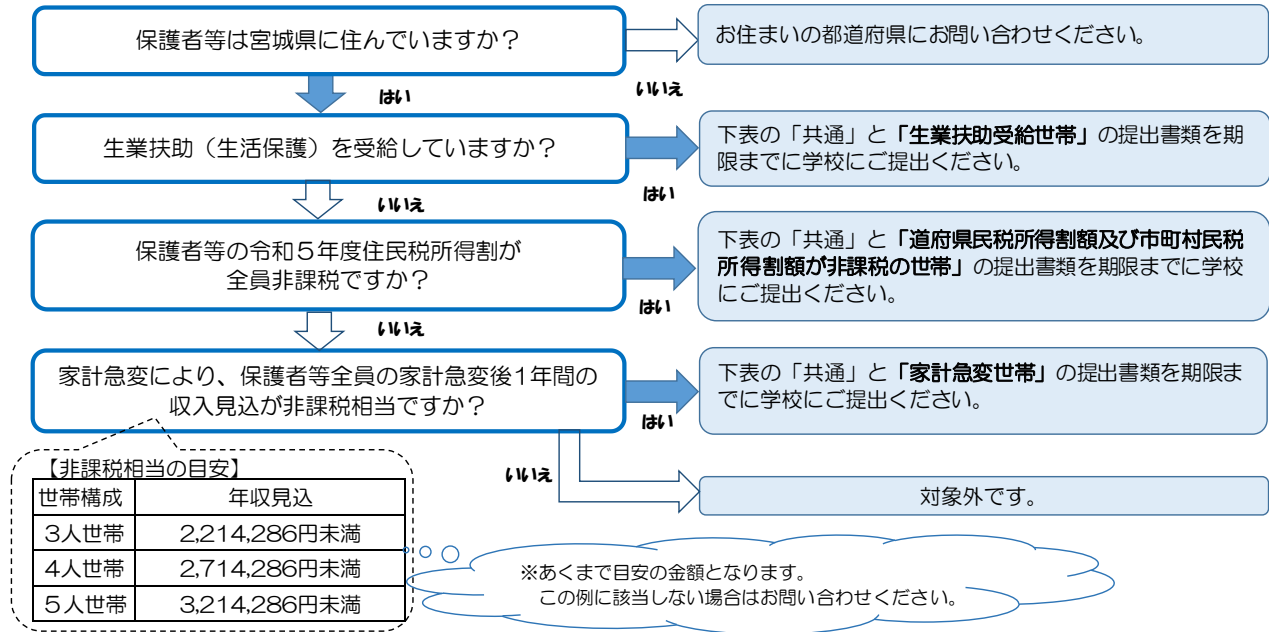 保護者等は宮城県に住んでいますか？
お住まいの都道府県にお問い合わせください。
はい
いいえ
生業扶助（生活保護）を受給していますか？
下表の「共通」と「生業扶助受給世帯」の提出書類を期
限までに学校にご提出ください。
いいえ
はい
保護者等の令和５年度住民税所得割が
全員非課税ですか？
下表の「共通」と「道府県民税所得割額及び市町村民税
所得割額が非課税の世帯」の提出書類を期限までに学校
にご提出ください。
いいえ
はい
家計急変により、保護者等全員の家計急変後1年間の
収入見込が非課税相当ですか？
下表の「共通」と「家計急変世帯」の提出書類を期限ま
でに学校にご提出ください。
はい
いいえ
対象外です。
【非課税相当の目安】
世帯構成 年収見込
３人世帯 2,214,286円未満
４人世帯 2,714,286円未満
５人世帯 3,214,286円未満
※あくまで目安の金額となります。
この例に該当しない場合はお問い合わせください。